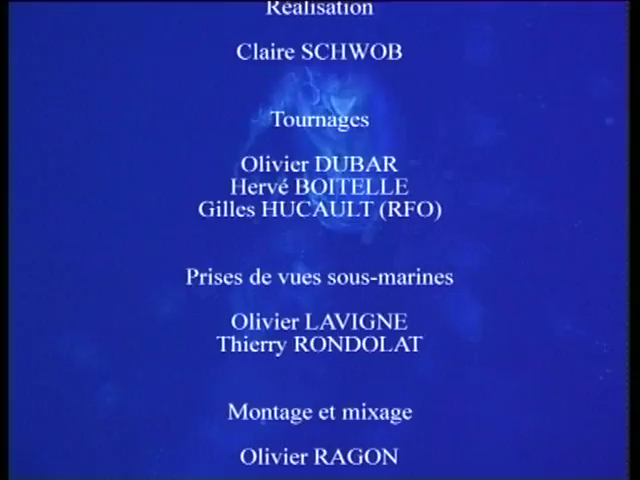 Réalisation
Claire SCHWOB
Tournages
Olivier DUBAR
Hervé BOITELLE
Gilles HUCAULT (RFO)
Prises de vues sous-marines
Olivier LAVIGNE
Thierry RONDOLAT
Montage et mixage
Olivier RAGON